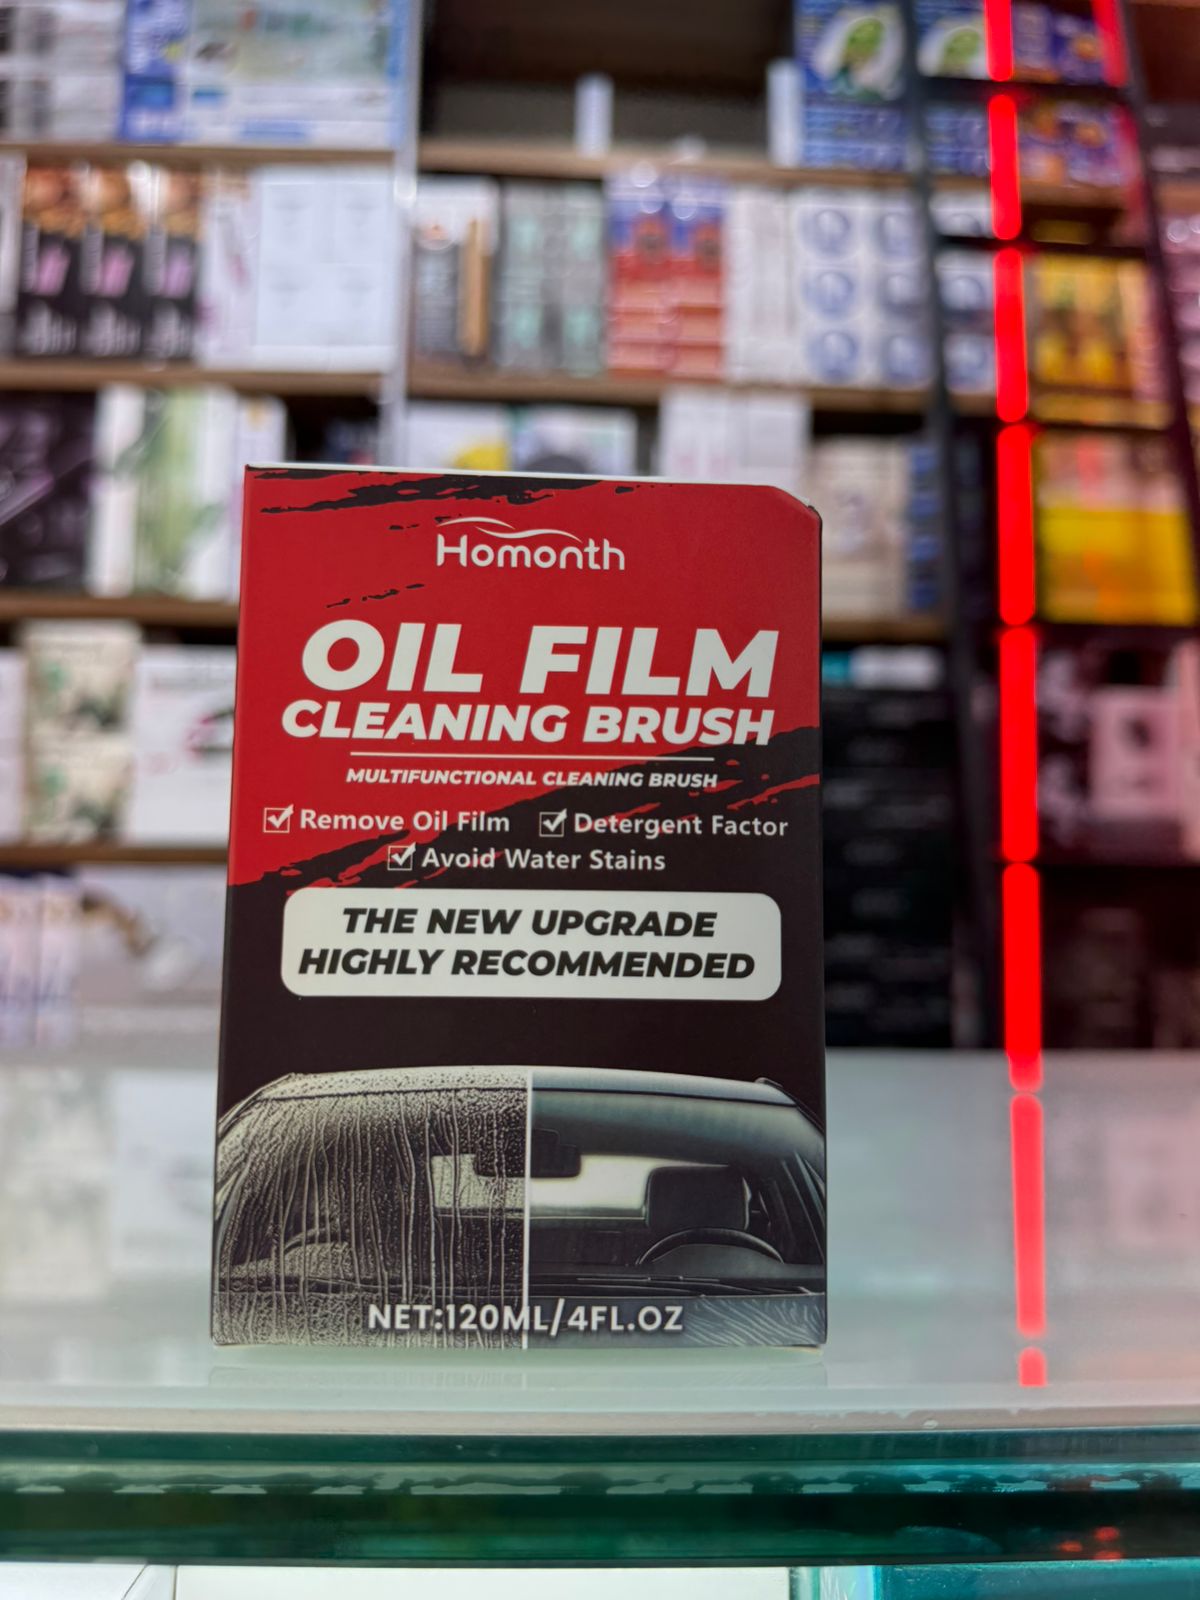 Homonth
OIL FILM
CLEANING BRUSH
MULTIFUNCTIONAL CLEANING BRUSH
Remove Oil Film Detergent Factor
Avoid Water Stains
THE NEW UPGRADE
HIGHLY RECOMMENDED
NET:120ML/4FL.OZ